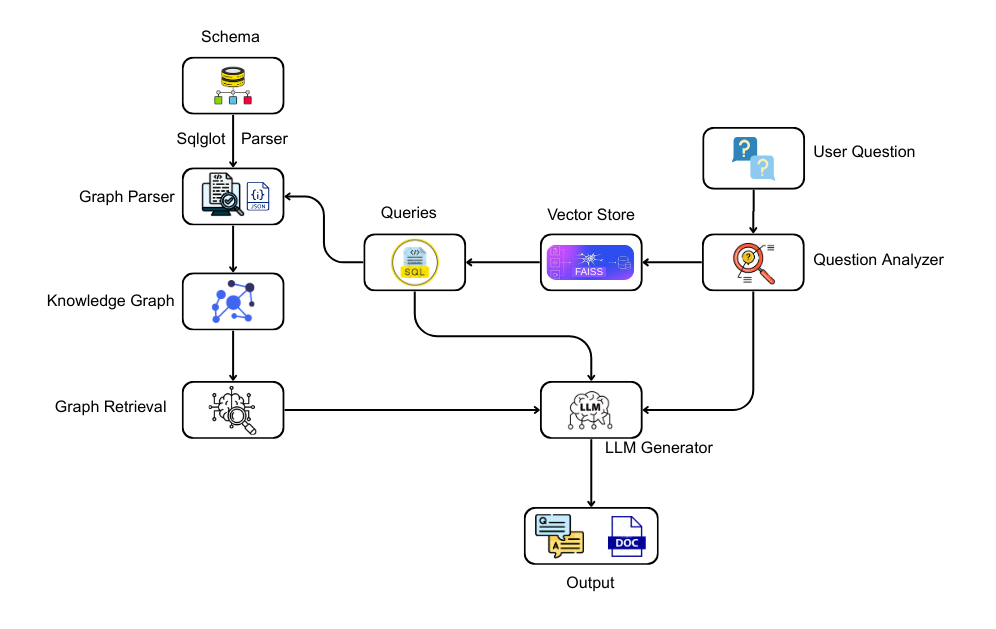 Schema
Sqlglot Parser
Graph Parser
JSON
Knowledge Graph
Graph Retrieval
Queries
SQL
Vector Store
FAISS
User Question
Question Analyzer
LLM
LLM Generator
Q
A
DOC
Output